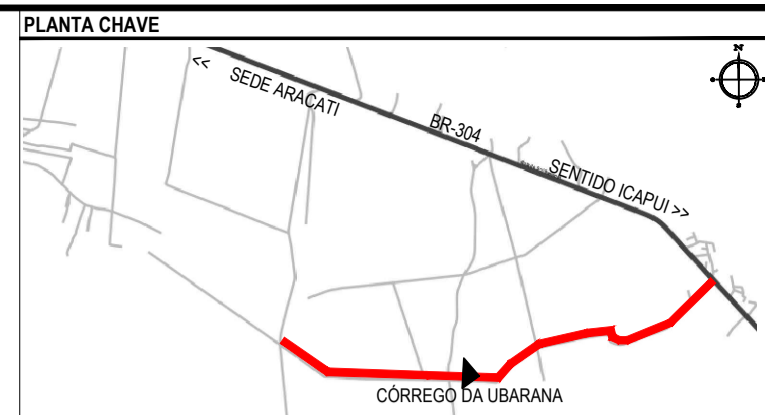 PLANTA CHAVE
N
<< SEDE ARACATI
BR-304
SENTIDO ICAPUI >>
CÓRREGO DA UBARANA